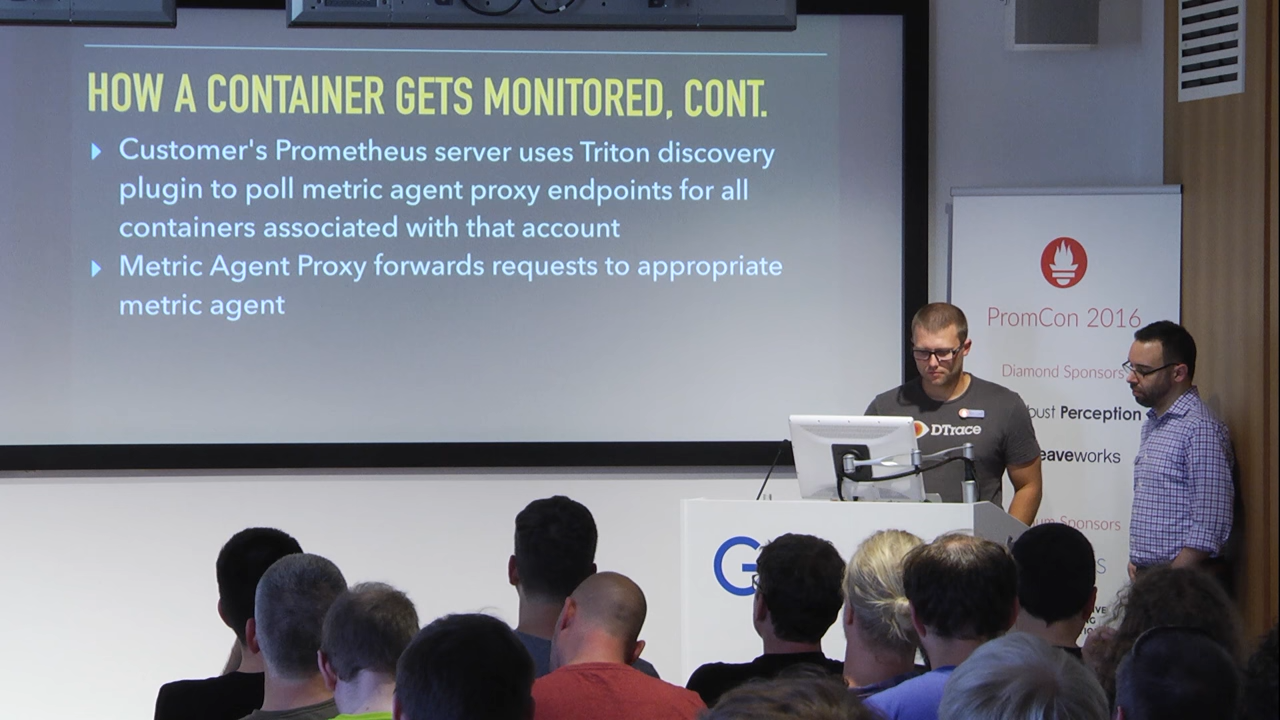 HOW A CONTAINER GETS MONITORED, CONT.
Customer's Prometheus server uses Triton discovery
plugin to poll metric agent proxy endpoints for all
containers associated with that account
Metric Agent Proxy forwards requests to appropriate
metric agent
PromCon 2016
Diamond Sponsors
Perception
DTrace
Sponsors